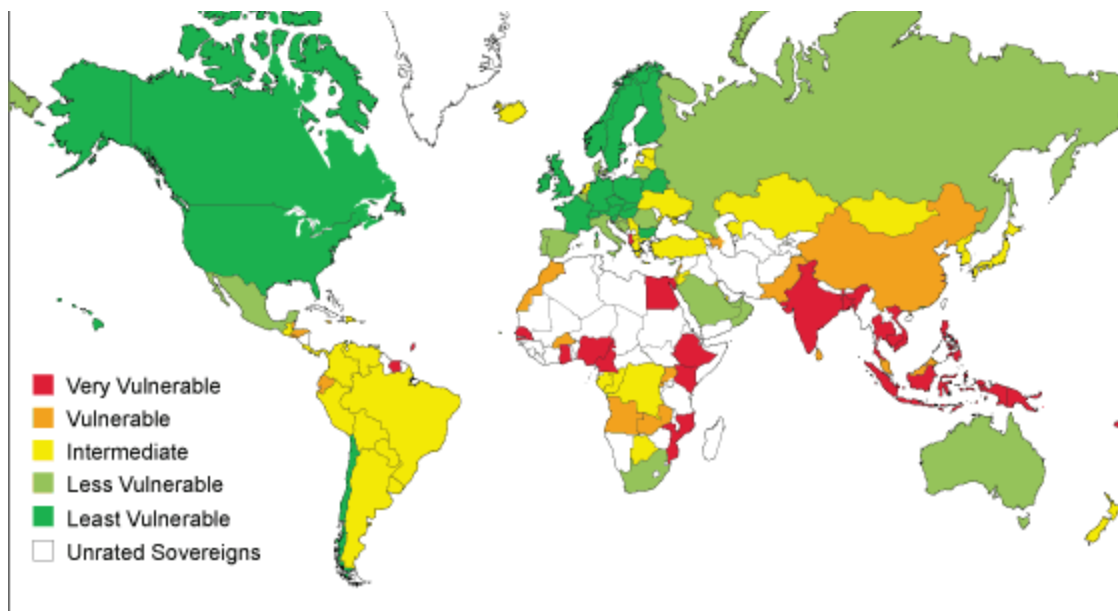 Very Vulnerable
Vulnerable
Intermediate
Less Vulnerable
Least Vulnerable
Unrated Sovereigns